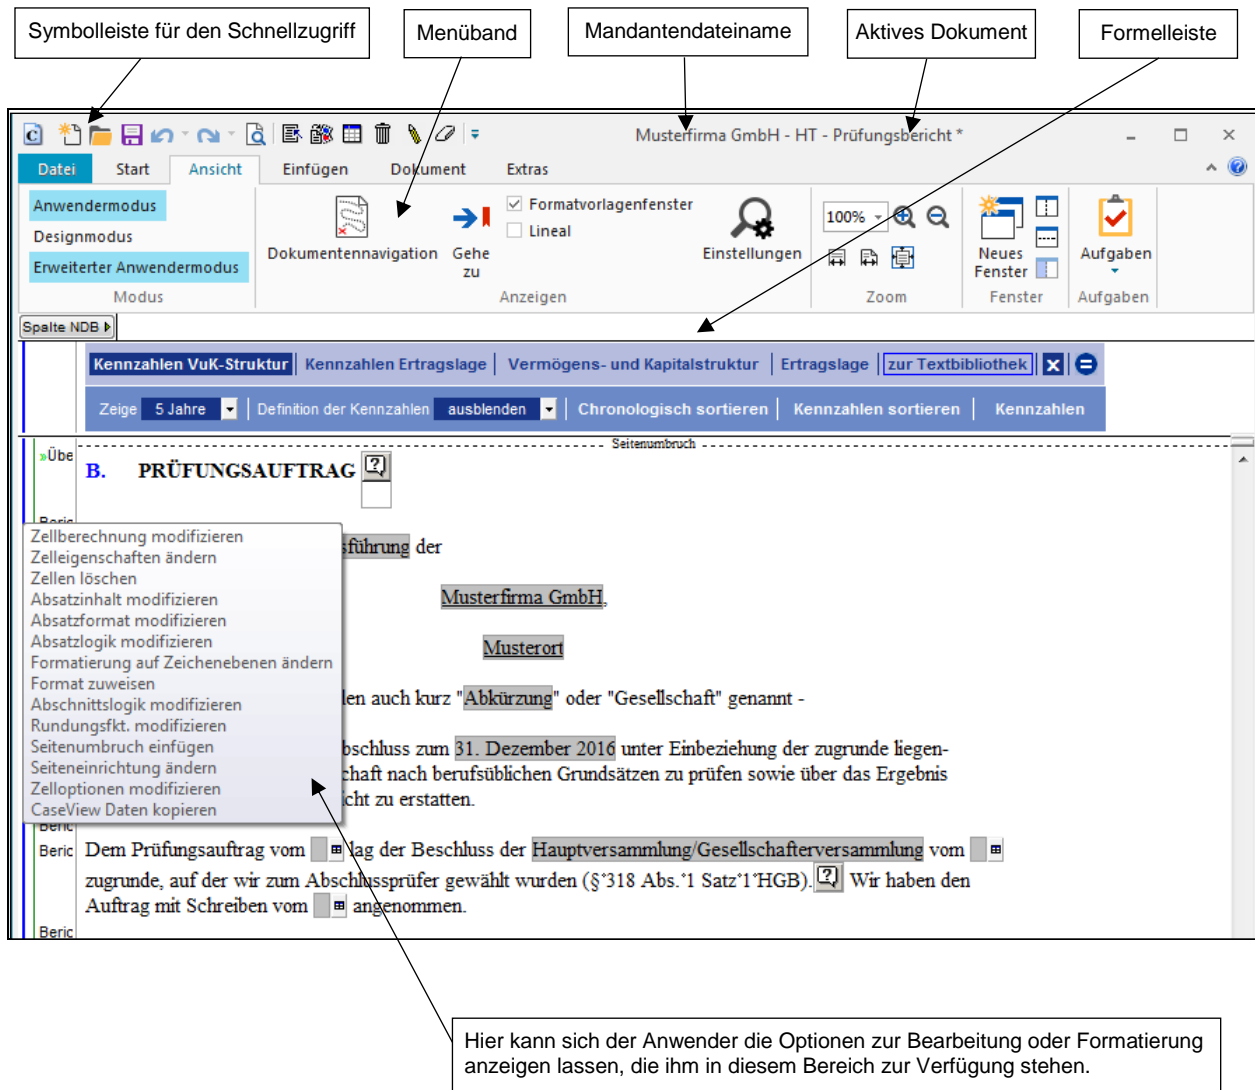 Symbolleiste für den Schnellzugriff
Menüband
Mandantendateiname
Aktives Dokument
Formelleiste
Musterfirma GmbH - HT - Prüfungsbericht *
Datei Start Ansicht Einfügen Dokument Extras
Anwendermodus
Designmodus
Erweiterter Anwendermodus
Modus
Dokumentennavigation
Gehe
zu
Formatvorlagenfenster
Lineal
Einstellungen
Anzeigen
100%
Zoom
Neues
Fenster
Fenster
Aufgaben
Aufgaben
Spalte NDB
Kennzahlen VuK-Struktur Kennzahlen Ertragslage Vermögens- und Kapitalstruktur Ertragslage zur Textbibliothek X
Zeige 5 Jahre Definition der Kennzahlen ausblenden Chronologisch sortieren Kennzahlen sortieren Kennzahlen
Seitenumbruch
»Übe
B. PRÜFUNGSAUFTRAG
Beric
sführung der
Musterfirma GmbH,
Musterort
den auch kurz "Abkürzung" oder "Gesellschaft" genannt -
bschluss zum 31. Dezember 2016 unter Einbeziehung der zugrunde liegen-
chaft nach berufsüblichen Grundsätzen zu prüfen sowie über das Ergebnis
icht zu erstatten.
Zellberechnung modifizieren
Zelleigenschaften ändern
Zellen löschen
Absatzinhalt modifizieren
Absatzformat modifizieren
Absatzlogik modifizieren
Formatierung auf Zeichenebenen ändern
Format zuweisen
Abschnittslogik modifizieren
Rundungsfkt. modifizieren
Seitenumbruch einfügen
Seiteneinrichtung ändern
Zelloptionen modifizieren
CaseView Daten kopieren
Beric
Beric Dem Prüfungsauftrag vom lag der Beschluss der Hauptversammlung/Gesellschafterversammlung vom
zugrunde, auf der wir zum Abschlussprüfer gewählt wurden (§°318 Abs.°1 Satz°1°HGB). Wir haben den
Auftrag mit Schreiben vom angenommen.
Beric
Hier kann sich der Anwender die Optionen zur Bearbeitung oder Formatierung
anzeigen lassen, die ihm in diesem Bereich zur Verfügung stehen.